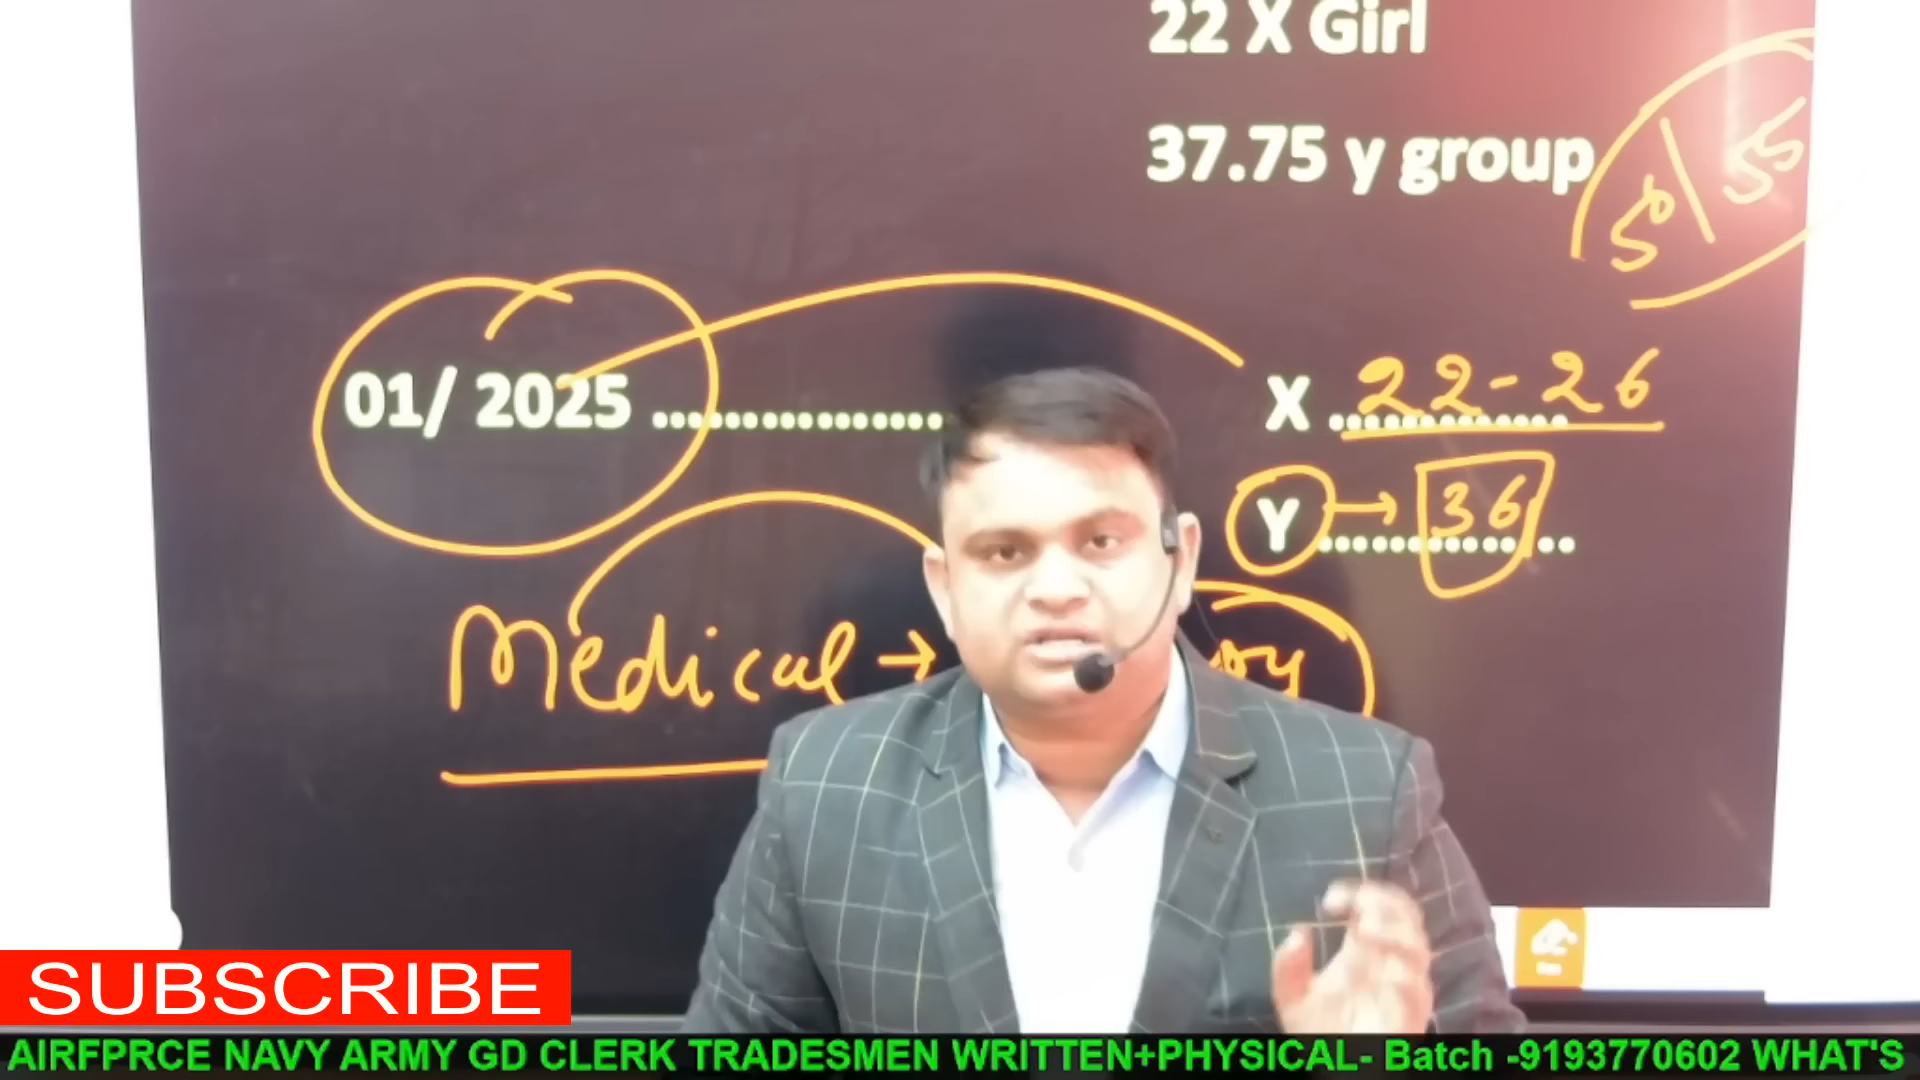 22 X Girl
37.75 y group
50 | 55
01/ 2025 ................ X ............. 22-26
Y → 36 ..............
Medical →
SUBSCRIBE
AIRFPRCE NAVY ARMY GD CLERK TRADESMEN WRITTEN+PHYSICAL- Batch -9193770602 WHAT'S